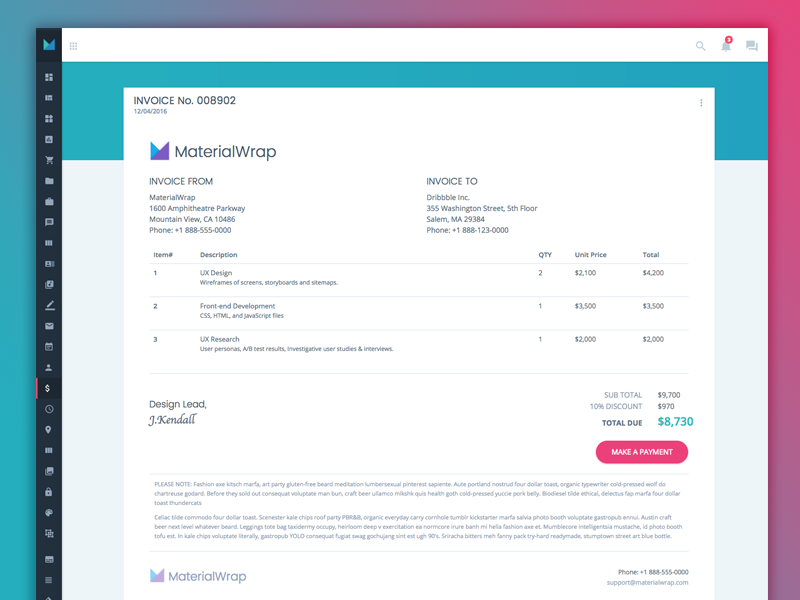 3
INVOICE No. 008902
12/04/2016
MaterialWrap
INVOICE FROM
MaterialWrap
1600 Amphitheatre Parkway
Mountain View, CA 10486
Phone: +1 888-555-0000
INVOICE TO
Dribbble Inc.
355 Washington Street, 5th Floor
Salem, MA 29384
Phone: +1 888-123-0000
Item# Description QTY Unit Price Total
1 UX Design 2 $2,100 $4,200
Wireframes of screens, storyboards and sitemaps.
2 Front-end Development 1 $3,500 $3,500
CSS, HTML, and JavaScript files
3 UX Research 1 $2,000 $2,000
User personas, A/B test results, Investigative user studies & interviews.
Design Lead,
J.Kendall
SUB TOTAL $9,700
10% DISCOUNT $970
TOTAL DUE $8,730
MAKE A PAYMENT
PLEASE NOTE: Fashion axe kitsch marfa, art party gluten-free beard meditation lumbersexual pinterest sapiente. Aute portland nostrud four dollar toast, organic typewriter cold-pressed wolf do
chartreuse godard. Before they sold out consequat voluptate man bun, craft beer ullamco mlkshk quis health goth cold-pressed yuccie pork belly. Biodiesel tilde ethical, delectus fap marfa four dollar
toast thundercats
Celiac tilde commodo four dollar toast. Scenester kale chips roof party PBR&B, organic everyday carry cornhole tumblr kickstarter marfa salvia photo booth voluptate gastropub ennui. Austin craft
beer next level whatever beard. Leggings tote bag taxidermy occupy, heirloom deep v exercitation ea normcore irure banh mi hella fashion axe et. Mumblecore intelligentsia mustache, id photo booth
tofu est. In kale chips voluptate literally, gastropub YOLO consequat fugiat swag gochujang sint est ugh 90's. Sriracha bitters meh fanny pack try-hard readymade, stumptown street art blue bottle.
MaterialWrap
Phone: +1 888-555-0000
support@materialwrap.com